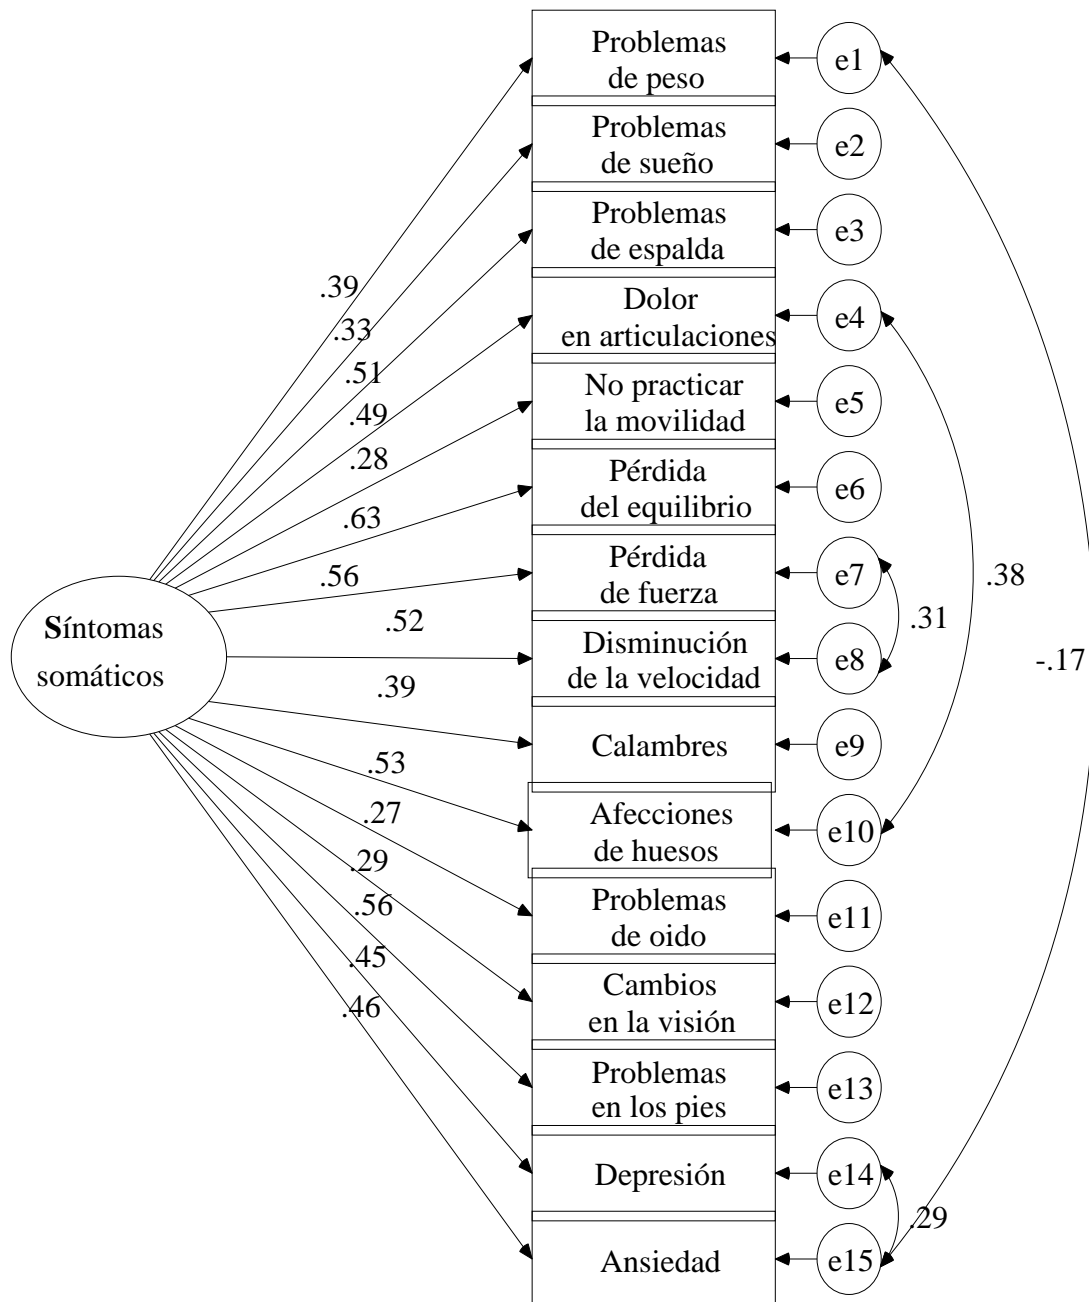 Problemas
de peso
e1
Problemas
de sueño
e2
Problemas
de espalda
e3
.39
Dolor
en articulaciones
e4
.33
.51
No practicar
la movilidad
e5
.49
.28
Pérdida
del equilibrio
e6
.63
.56
Pérdida
de fuerza
e7
.38
.31
.52
Síntomas
somáticos
Disminución
de la velocidad
e8
-.17
.39
Calambres
e9
.53
.27
Afecciones
de huesos
e10
.29
.56
Problemas
de oido
e11
.45
.46
Cambios
en la visión
e12
Problemas
en los pies
e13
Depresión
e14
.29
Ansiedad
e15